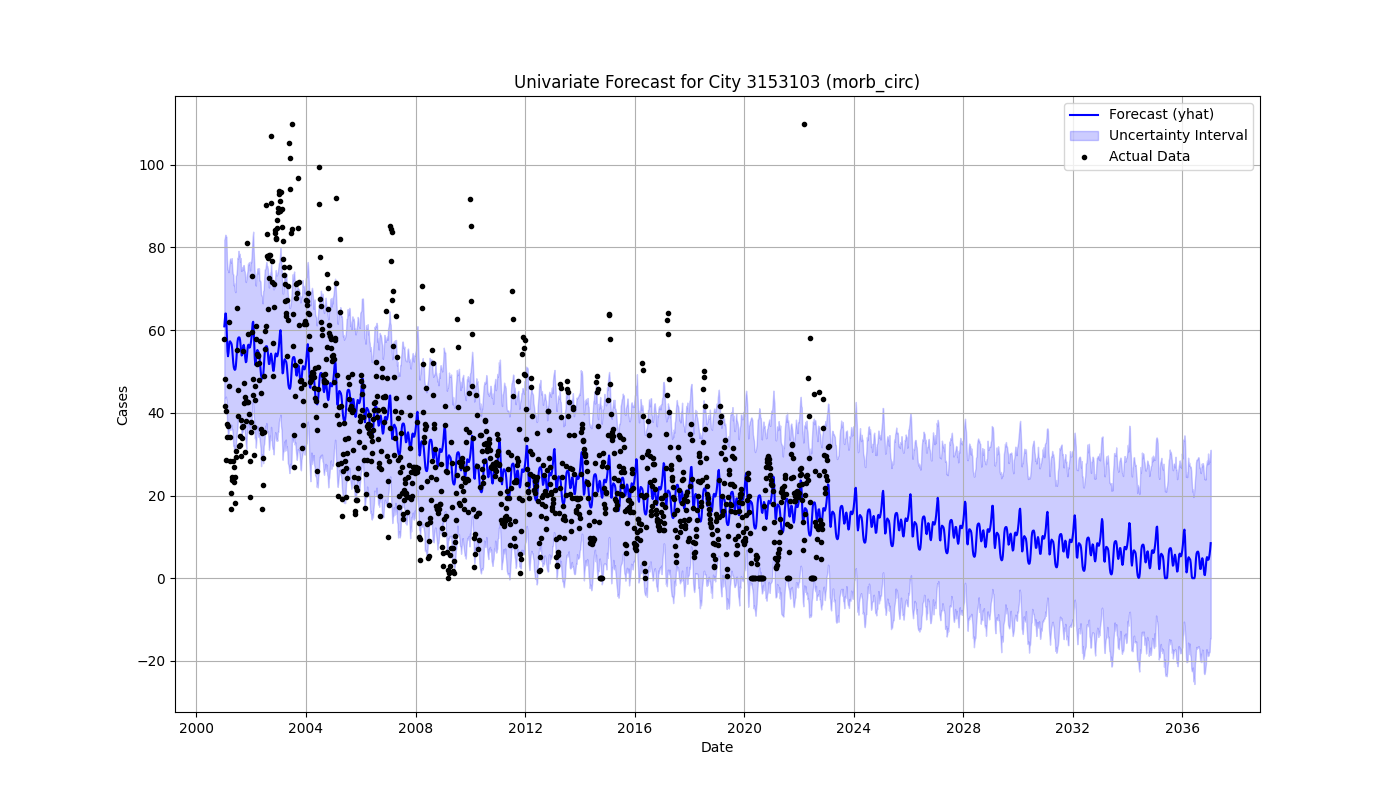 Univariate Forecast for City 3153103 (morb_circ)
Forecast (yhat)
Uncertainty Interval
Actual Data
Cases
100
80
60
40
20
0
−20
2000 2004 2008 2012 2016 2020 2024 2028 2032 2036
Date